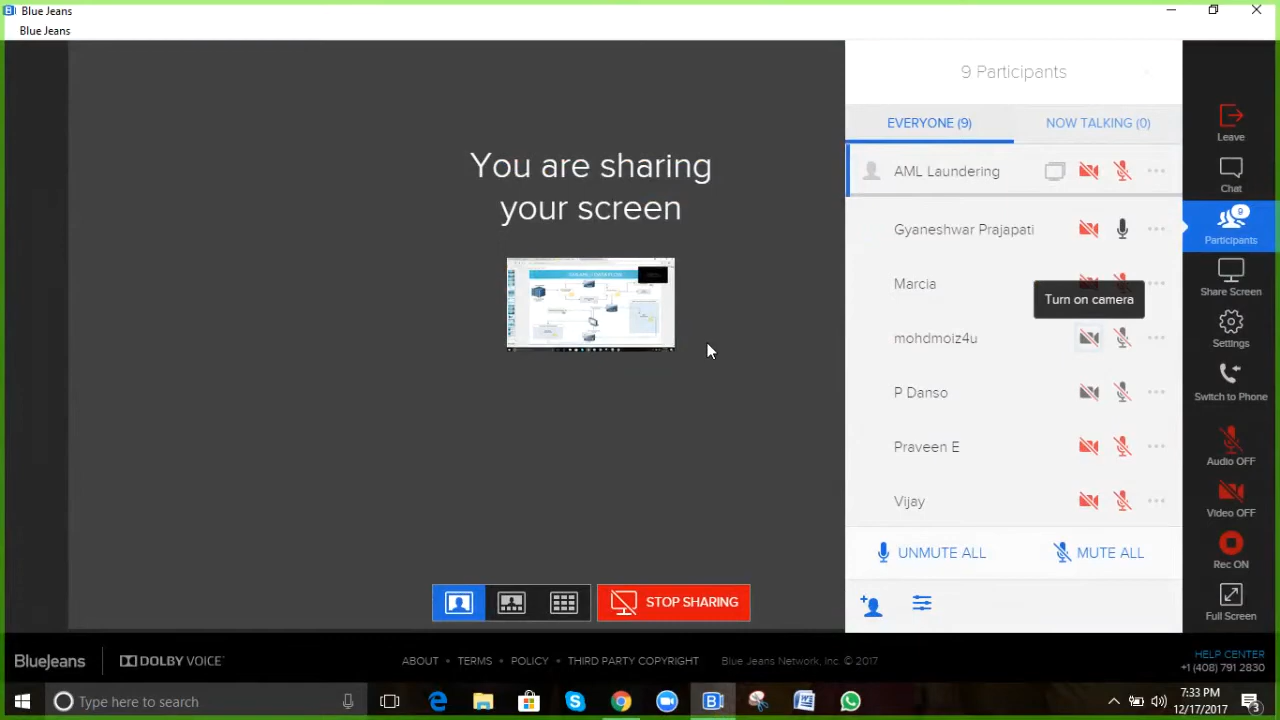 Blue Jeans
Blue Jeans
You are sharing
your screen
STOP SHARING
9 Participants
EVERYONE (9)
NOW TALKING (0)
AML Laundering
Gyaneshwar Prajapati
Marcia
Turn on camera
mohdmoiz4u
P Danso
Praveen E
Vijay
UNMUTE ALL
MUTE ALL
Leave
Chat
9
Participants
Share Screen
Settings
Switch to Phone
Audio OFF
Video OFF
Rec ON
Full Screen
BlueJeans
DOLBY VOICE
ABOUT • TERMS • POLICY • THIRD PARTY COPYRIGHT
Blue Jeans Network, Inc © 2017
HELP CENTER
+1 (408) 791 2830
Type here to search
7:33 PM
12/17/2017
3